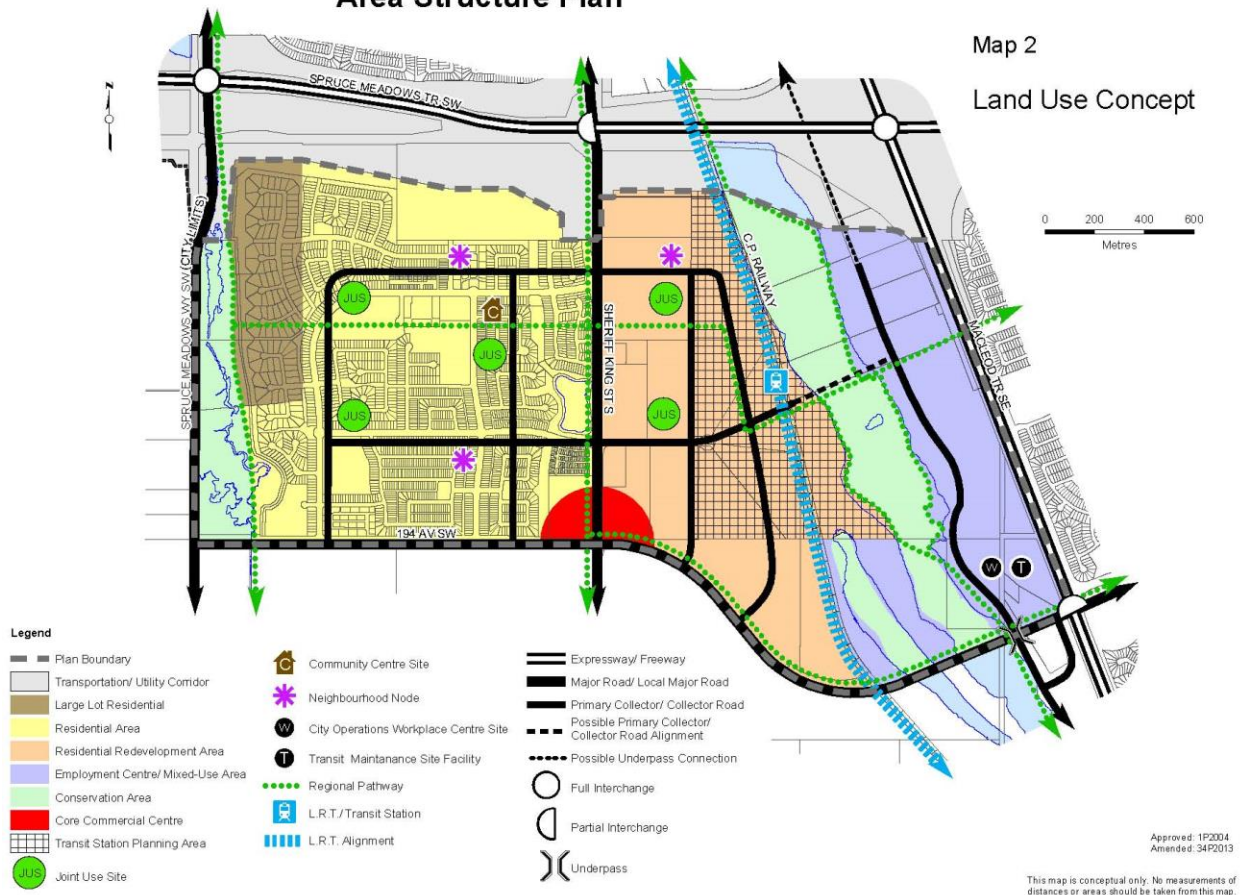 Area Structure Plan
Map 2
Land Use Concept
N
SPRUCE MEADOWS TR SW
0 200 400 600
Metres
SPRUCE MEADOWS WY SW (CITY LIMITS)
C.P. RAILWAY
SHERIFF KING ST S
MACLEOD TR SE
JUS
JUS
C
JUS
JUS
JUS
194 AV SW
W
T
Legend
Plan Boundary
Transportation/ Utility Corridor
Large Lot Residential
Residential Area
Residential Redevelopment Area
Employment Centre/ Mixed-Use Area
Conservation Area
Core Commercial Centre
Transit Station Planning Area
JUS Joint Use Site
C Community Centre Site
Neighbourhood Node
W City Operations Workplace Centre Site
T Transit Maintanance Site Facility
Regional Pathway
L.R.T./Transit Station
L.R.T. Alignment
Expressway/ Freeway
Major Road/ Local Major Road
Primary Collector/ Collector Road
Possible Primary Collector/
Collector Road Alignment
Possible Underpass Connection
Full Interchange
Partial Interchange
Underpass
Approved: 1P2004
Amended: 34P2013
This map is conceptual only. No measurements of
distances or areas should be taken from this map.